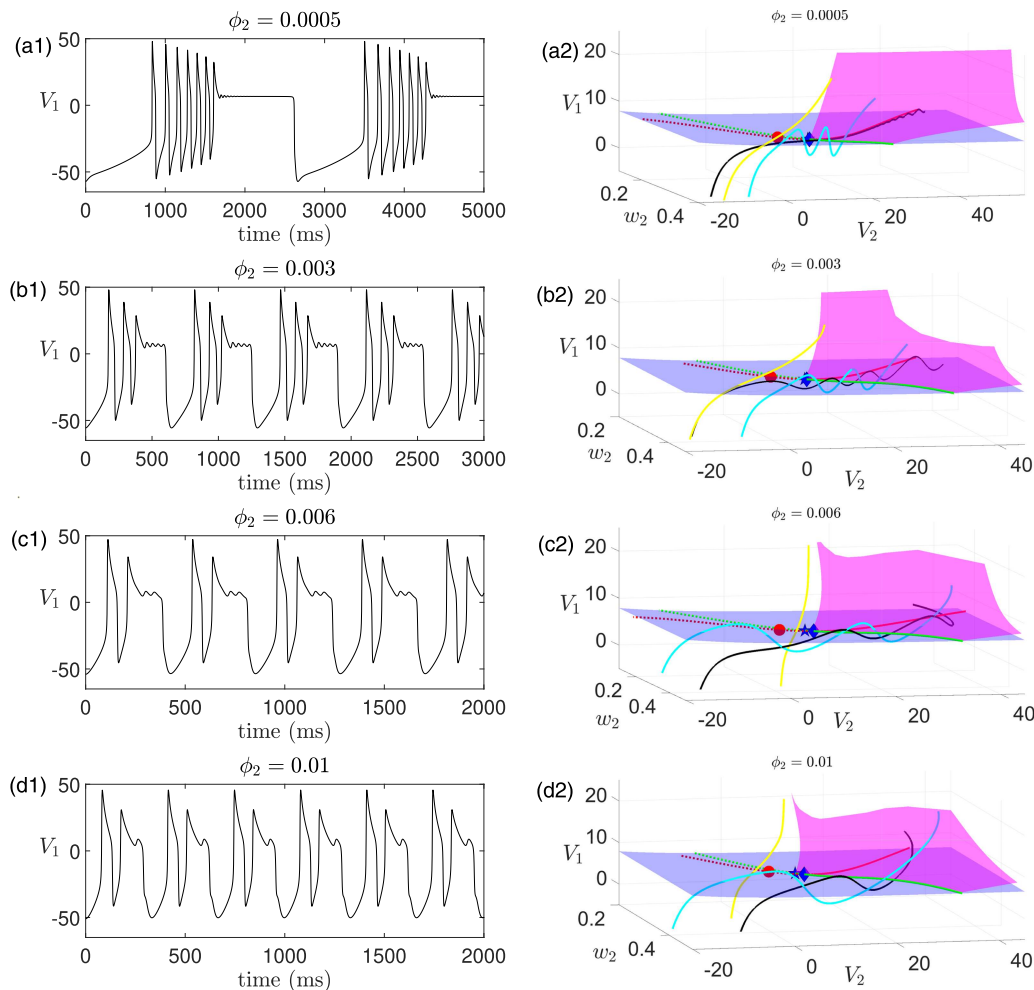 ϕ₂ = 0.0005
(a1)
50
V₁ 0
-50
0 1000 2000 3000 4000 5000
time (ms)
ϕ₂ = 0.0005
(a2)
20
V₁ 10
0
0.2
w₂ 0.4 -20 0 20 40
V₂
ϕ₂ = 0.003
(b1)
50
V₁ 0
-50
0 500 1000 1500 2000 2500 3000
time (ms)
ϕ₂ = 0.003
(b2)
20
V₁ 10
0
0.2
w₂ 0.4 -20 0 20 40
V₂
ϕ₂ = 0.006
(c1)
50
V₁ 0
-50
0 500 1000 1500 2000
time (ms)
ϕ₂ = 0.006
(c2)
20
V₁ 10
0
0.2
w₂ 0.4 -20 0 20 40
V₂
ϕ₂ = 0.01
(d1)
50
V₁ 0
-50
0 500 1000 1500 2000
time (ms)
ϕ₂ = 0.01
(d2)
20
V₁ 10
0
0.2
w₂ 0.4 -20 0 20 40
V₂